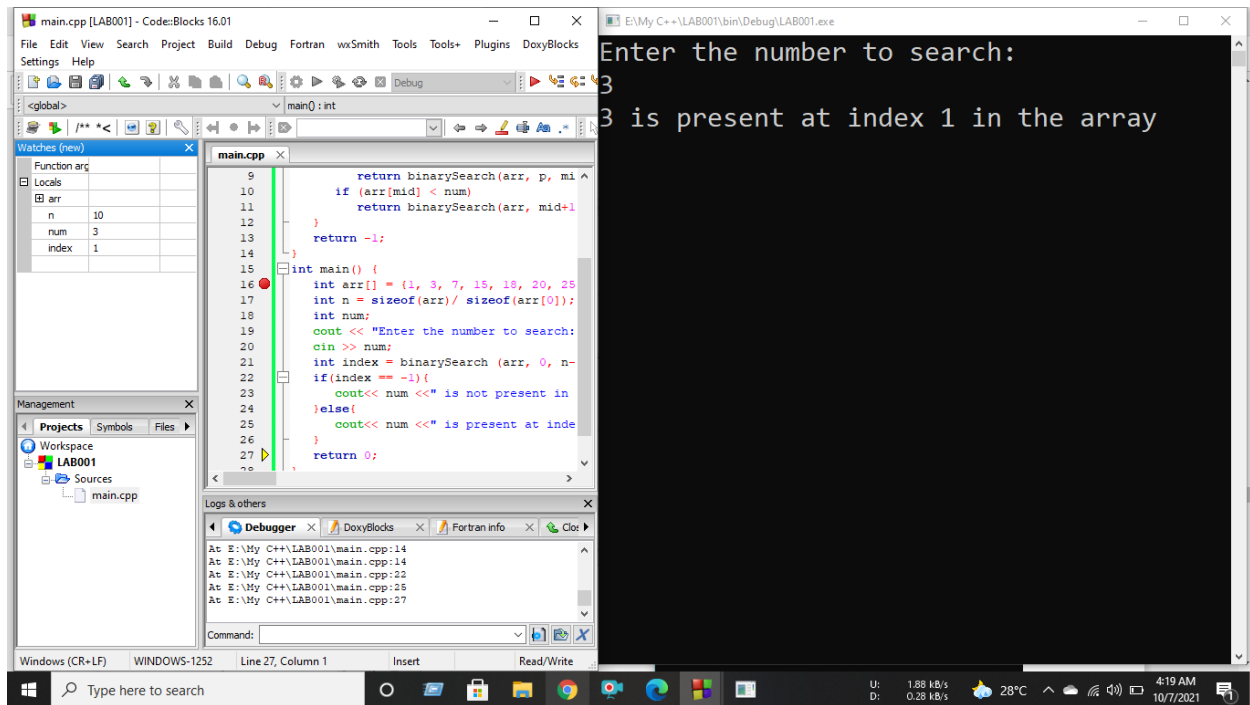 main.cpp [LAB001] - Code::Blocks 16.01
File Edit View Search Project Build Debug Fortran wxSmith Tools Tools+ Plugins DoxyBlocks
Settings Help
Debug
<global>
main() : int
/** *<
Watches (new)
Function arg
Locals
arr
n 10
num 3
index 1
Management
Projects Symbols Files
Workspace
LAB001
Sources
main.cpp
main.cpp
9 return binarySearch(arr, p, mi
10 if (arr[mid] < num)
11 return binarySearch(arr, mid+1
12 }
13 return -1;
14 }
15 int main() {
16 int arr[] = {1, 3, 7, 15, 18, 20, 25
17 int n = sizeof(arr)/ sizeof(arr[0]);
18 int num;
19 cout << "Enter the number to search:
20 cin >> num;
21 int index = binarySearch (arr, 0, n-
22 if(index == -1){
23 cout<< num <<" is not present in
24 }else{
25 cout<< num <<" is present at inde
26 }
27 return 0;
28 }
Logs & others
Debugger DoxyBlocks Fortran info Clos
At E:\My C++\LAB001\main.cpp:14
At E:\My C++\LAB001\main.cpp:14
At E:\My C++\LAB001\main.cpp:22
At E:\My C++\LAB001\main.cpp:25
At E:\My C++\LAB001\main.cpp:27
Command:
Windows (CR+LF) WINDOWS-1252 Line 27, Column 1 Insert Read/Write
E:\My C++\LAB001\bin\Debug\LAB001.exe
Enter the number to search:
3
3 is present at index 1 in the array
Type here to search
U: 1.88 kB/s
D: 0.28 kB/s
28°C
4:19 AM
10/7/2021
1